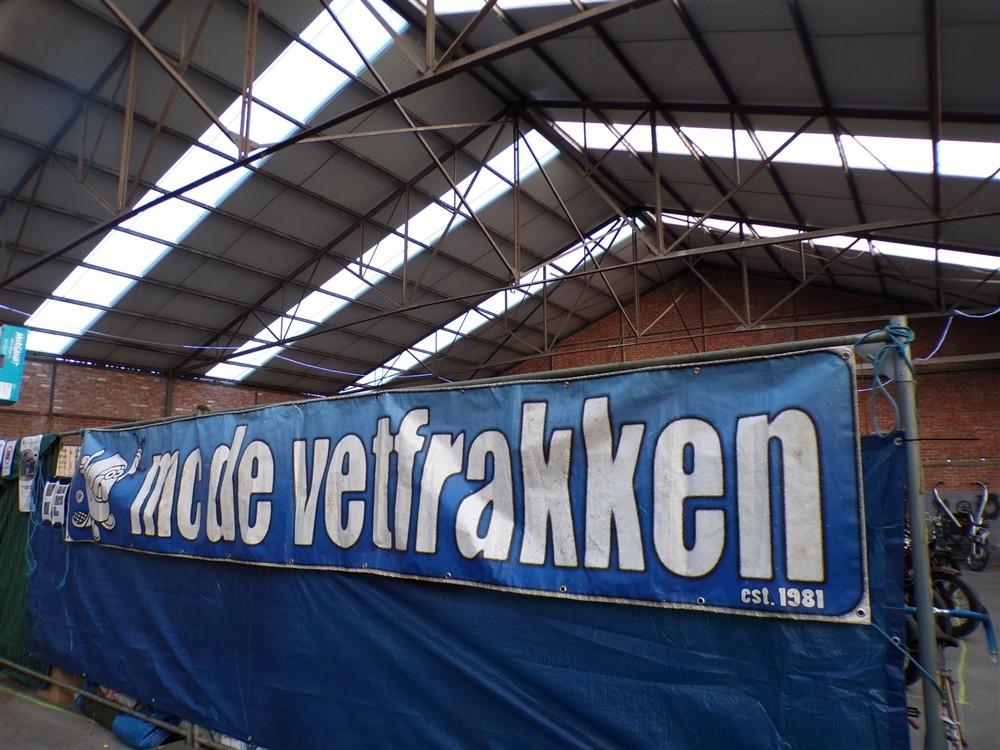 mc de vetfrakken
est. 1981